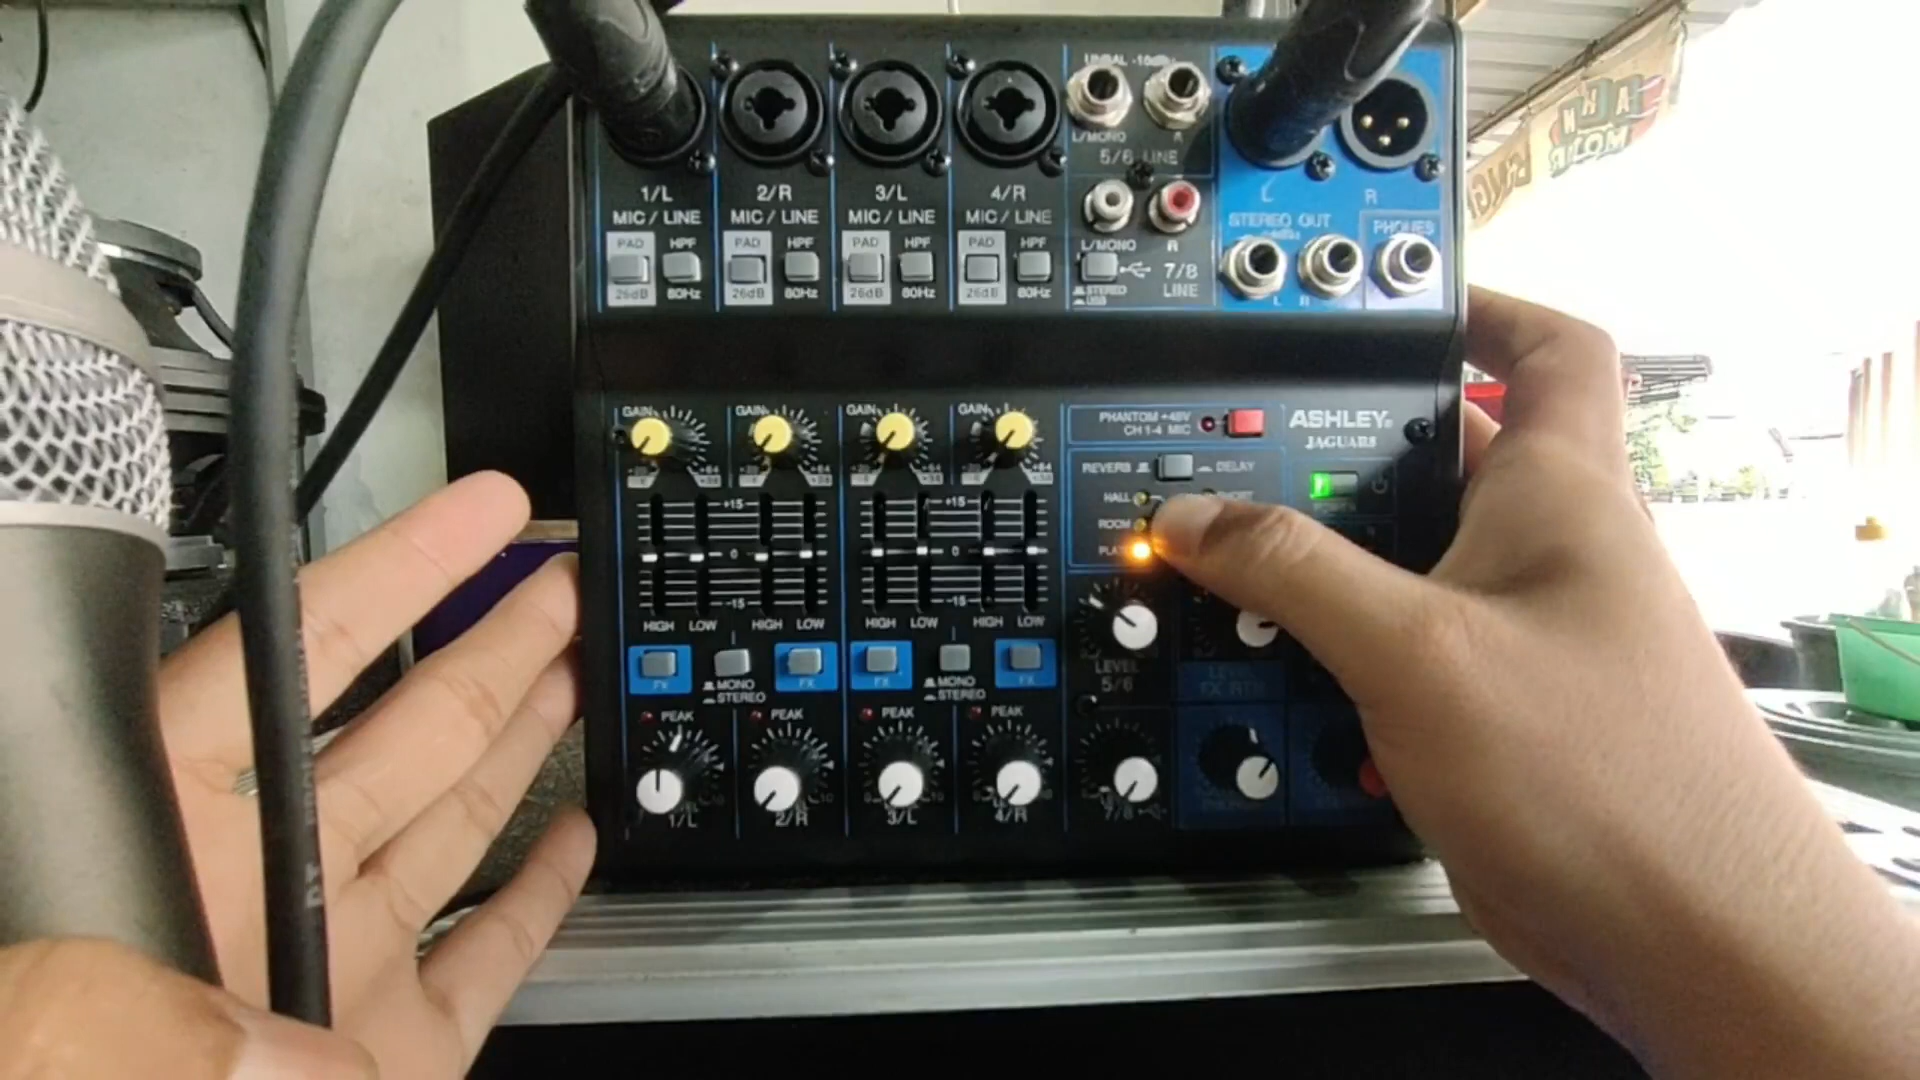 UNBAL -10dBu
L/MONO R
5/6 LINE
1/L
MIC / LINE
PAD HPF
26dB 80Hz
2/R
MIC / LINE
PAD HPF
26dB 80Hz
3/L
MIC / LINE
PAD HPF
26dB 80Hz
4/R
MIC / LINE
PAD HPF
26dB 80Hz
L/MONO R
7/8
LINE
STEREO
USB
L R
STEREO OUT
L R
PHONES
GAIN GAIN GAIN GAIN
PHANTOM +48V
CH 1-4 MIC
ASHLEY
JAGUAR8
REVERB DELAY
HALL
ROOM
+15 +15
0 0
-15 -15
HIGH LOW HIGH LOW HIGH LOW HIGH LOW
FX FX FX FX
MONO
STEREO
MONO
STEREO
PEAK PEAK PEAK PEAK
LEVEL
5/6
LEVEL
FX RTN
1/L 2/R 3/L 4/R 7/8